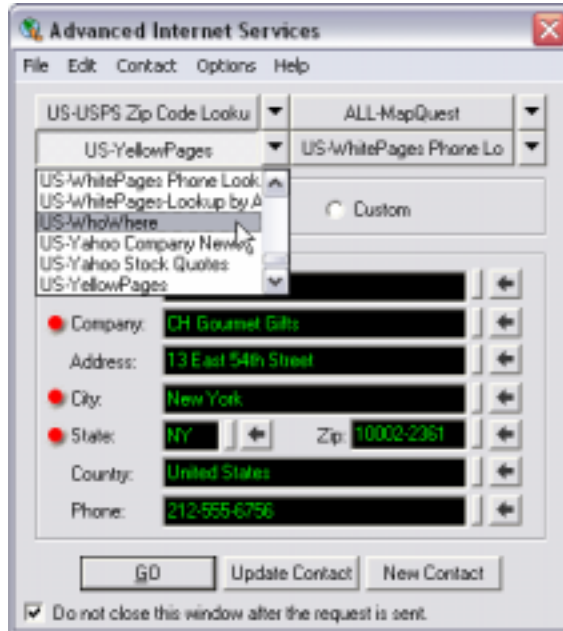 Advanced Internet Services
File Edit Contact Options Help
US-USPS Zip Code Looku ALL-MapQuest
US-YellowPages US-WhitePages Phone Lo
US-WhitePages Phone Look
US-WhitePages-Lookup by A
US-WhoWhere
Custom
US-Yahoo Company News
US-Yahoo Stock Quotes
US-YellowPages
Company: CH Gourmet Gifts
Address: 13 East 54th Street
City: New York
State: NY Zip: 10002-2361
Country: United States
Phone: 212-555-6756
GO Update Contact New Contact
Do not close this window after the request is sent.